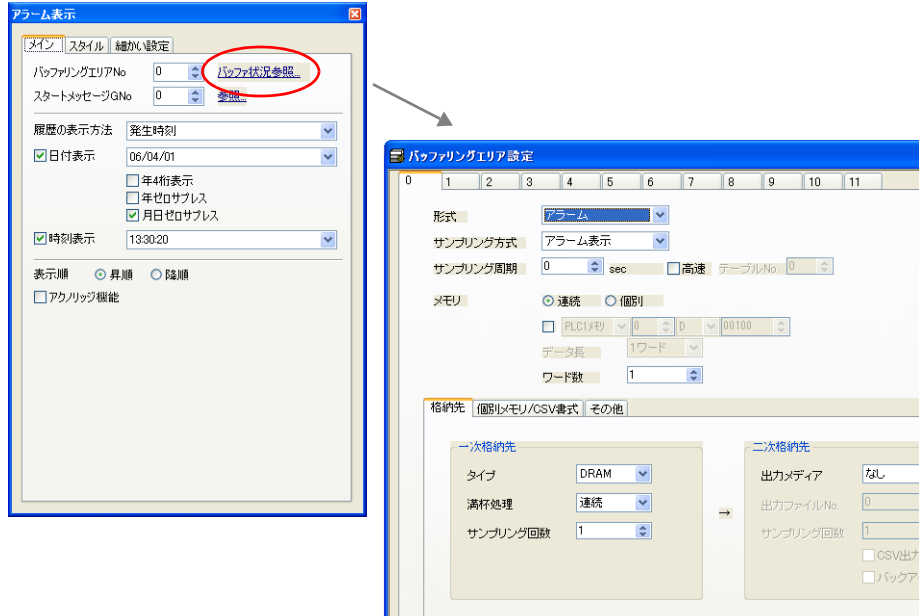 アラーム表示
メイン スタイル 細かい設定
バッファリングエリアNo 0 バッファ状況参照...
スタートメッセージGNo 0 参照...
履歴の表示方法 発生時刻
日付表示 06/04/01
年4桁表示
年ゼロサプレス
月日ゼロサプレス
時刻表示 13:30:20
表示順 昇順 降順
アクノリッジ機能
バッファリングエリア設定
0 1 2 3 4 5 6 7 8 9 10 11
形式 アラーム
サンプリング方式 アラーム表示
サンプリング周期 0 sec 高速 テーブルNo. 0
メモリ 連続 個別
PLC1メモリ 0 D 00100
データ長 1ワード
ワード数 1
格納先 個別メモリ/CSV書式 その他
一次格納先
タイプ DRAM
満杯処理 連続
サンプリング回数 1
→
二次格納先
出力メディア なし
出力ファイルNo. 0
サンプリング回数 1
CSV出力
バックア